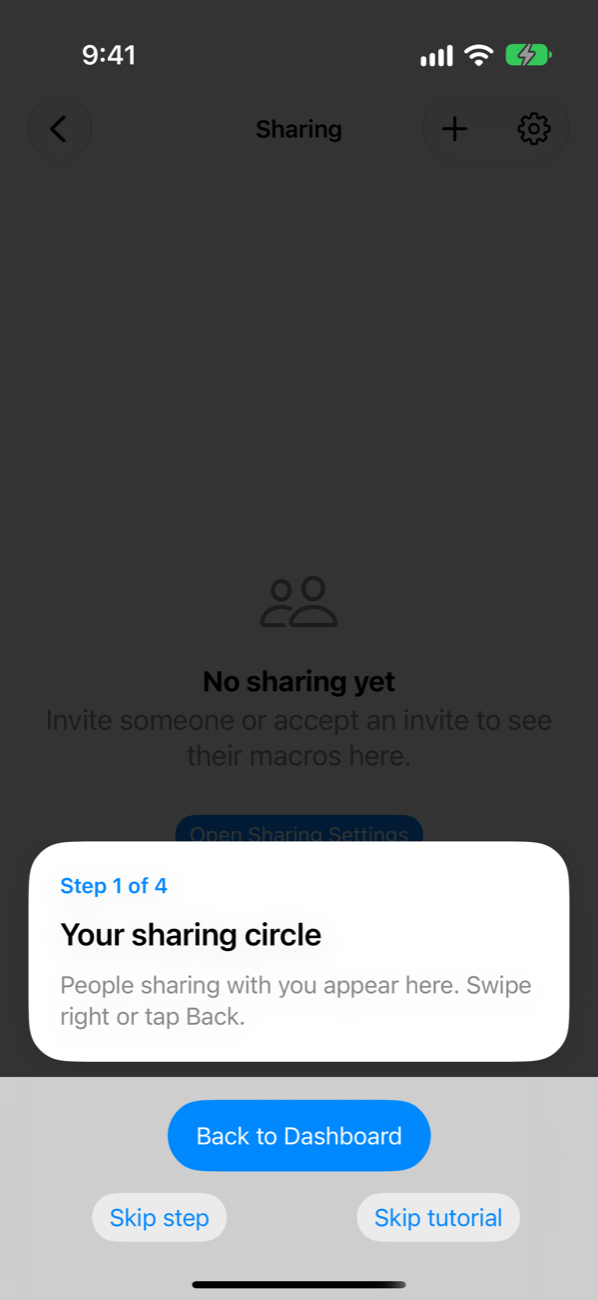 9:41
Sharing
No sharing yet
Invite someone or accept an invite to see
their macros here.
Open Sharing Settings
Step 1 of 4
Your sharing circle
People sharing with you appear here. Swipe
right or tap Back.
Back to Dashboard
Skip step
Skip tutorial